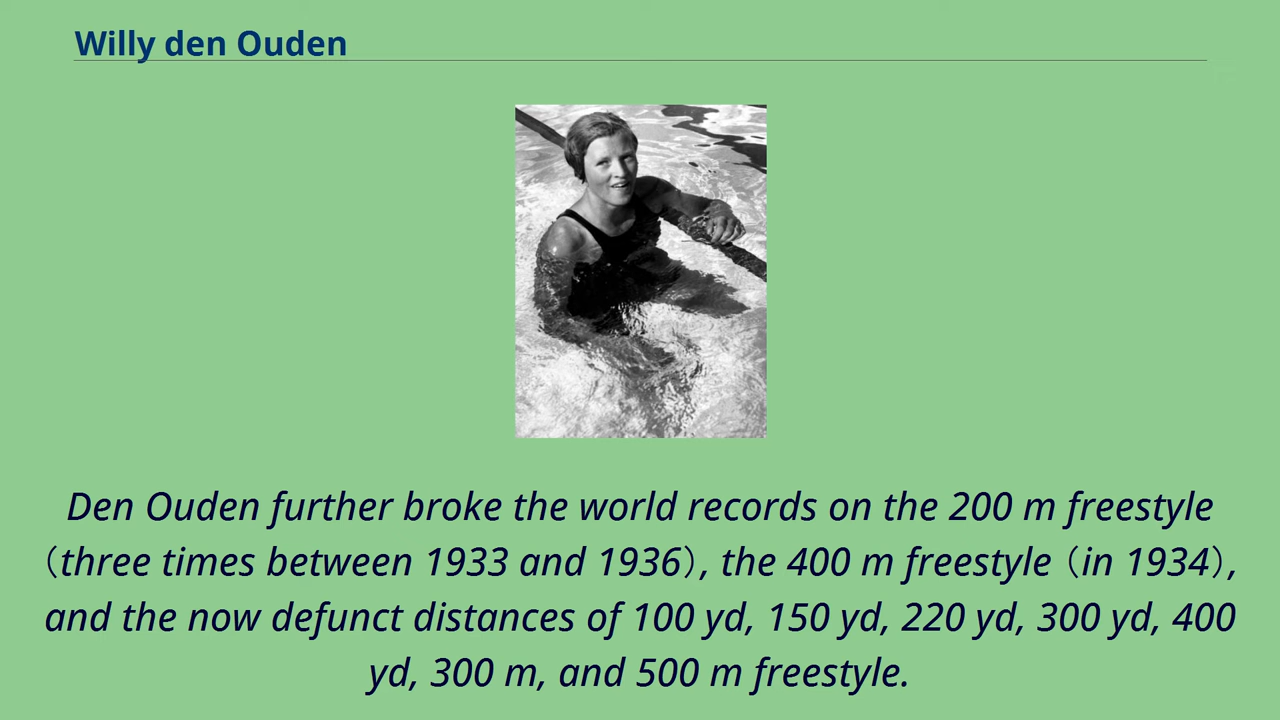 Willy den Ouden
Den Ouden further broke the world records on the 200 m freestyle
（three times between 1933 and 1936）, the 400 m freestyle （in 1934）,
and the now defunct distances of 100 yd, 150 yd, 220 yd, 300 yd, 400
yd, 300 m, and 500 m freestyle.